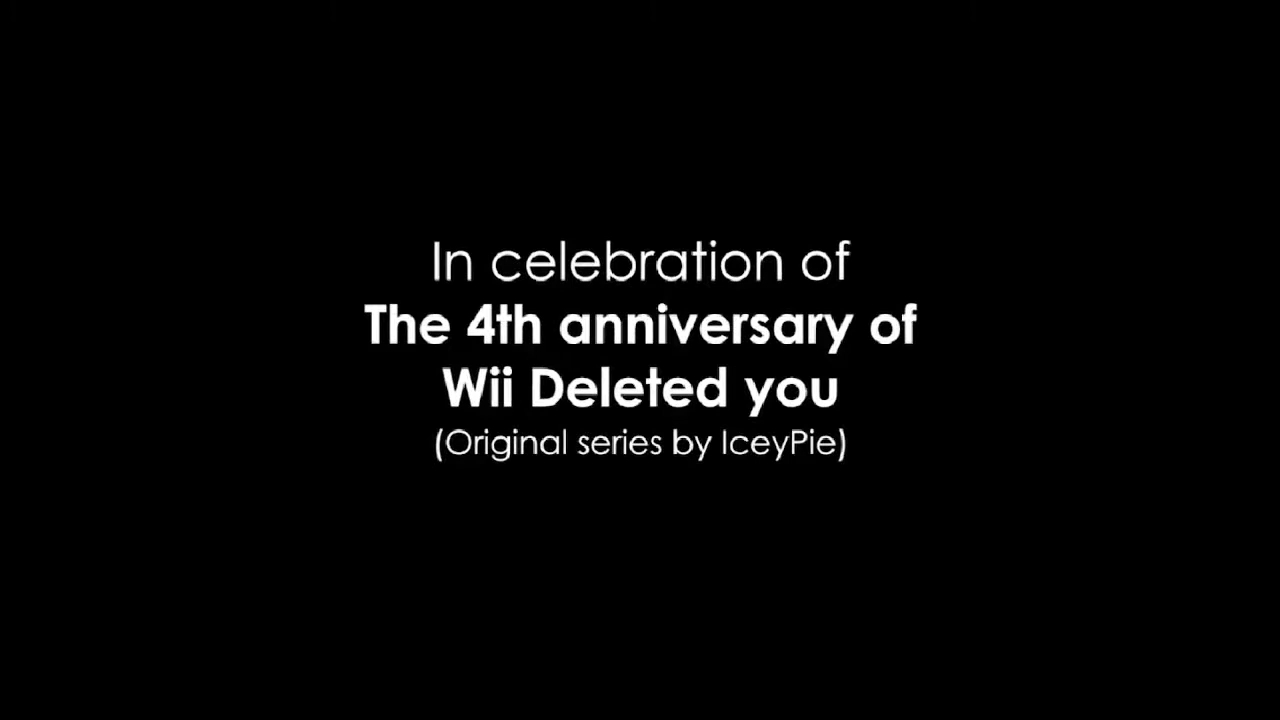 In celebration of
The 4th anniversary of
Wii Deleted you
(Original series by IceyPie)